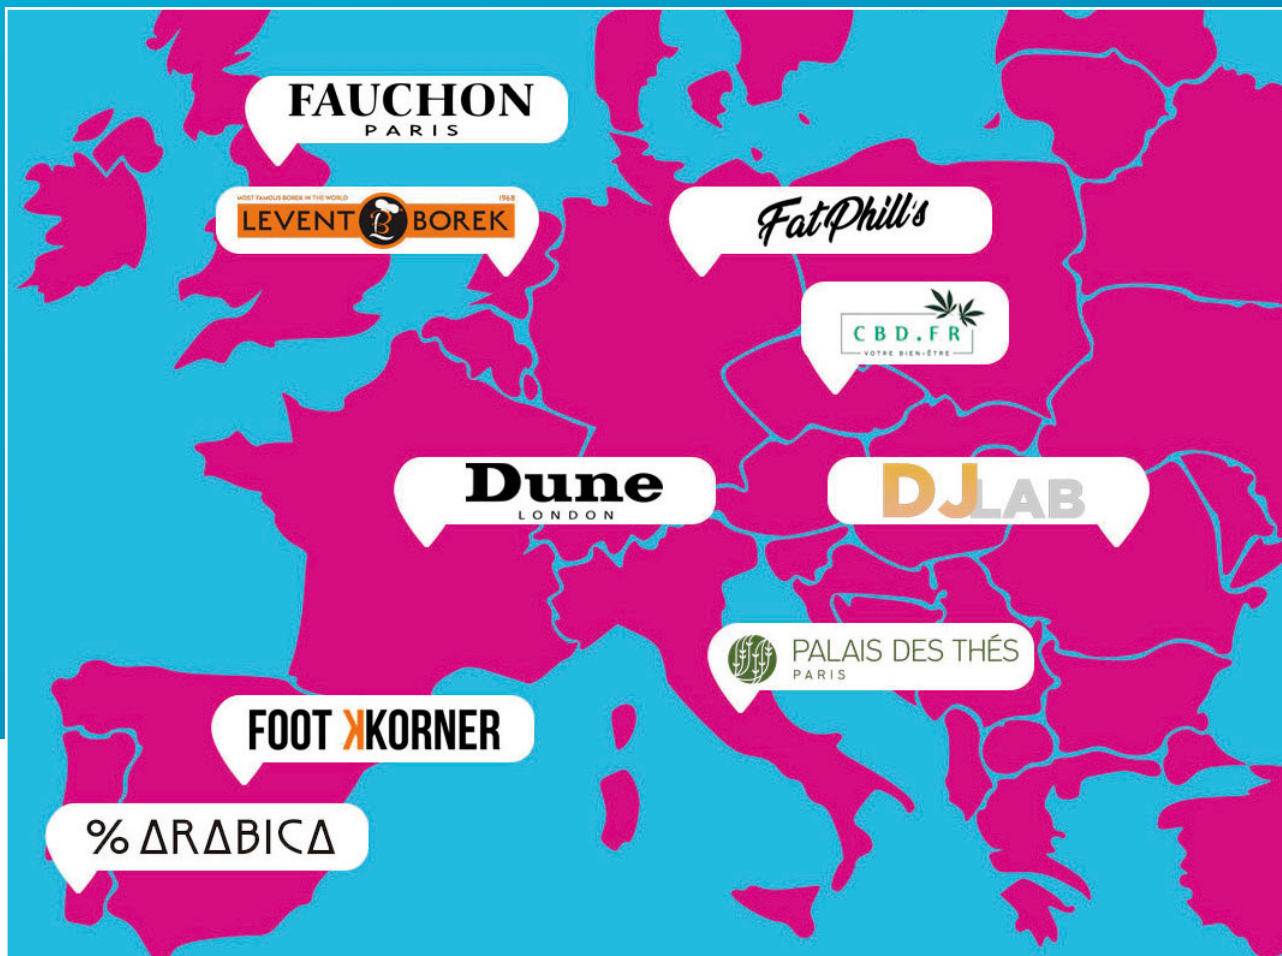 FAUCHON
PARIS
MOST FAMOUS BOREK IN THE WORLD 1968
LEVENT B BOREK
FatPhill's
CBD.FR
VOTRE BIEN-ÊTRE
Dune
LONDON
DJLAB
PALAIS DES THÉS
PARIS
FOOT KKORNER
% ARABICA